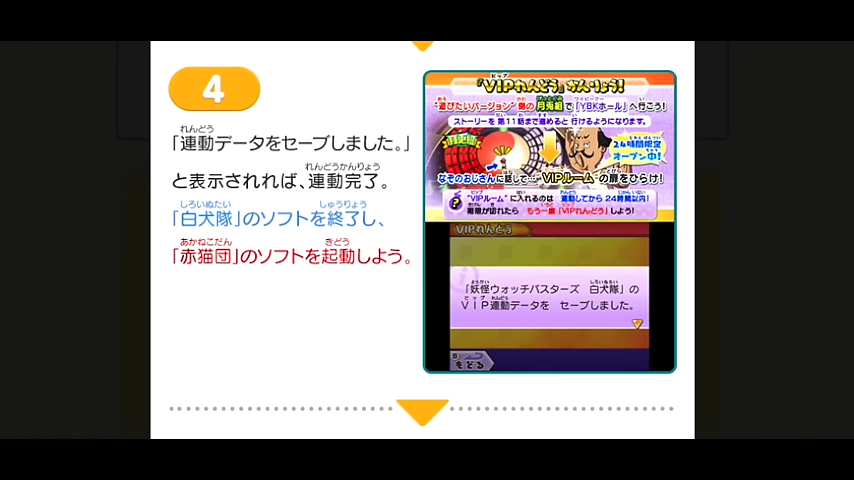 4
「連動データをセーブしました。」
と表示されれば、連動完了。
「白犬隊」のソフトを終了し、
「赤猫団」のソフトを起動しよう。
『VIPれんどう』かんりょう!
"遊びたいバージョン"側の月兎組で「YBKホール」へ行こう!
ストーリーを 第11話まで進めると 行けるようになります。
月兎組
24時間限定
オープン中!
なぞのおじさんに話して… VIPルームの扉をひらけ!
"VIPルーム"に入れるのは 連動してから 24時間以内!
期限が切れたら もう一度「VIPれんどう」しよう!
VIPれんどう
「妖怪ウォッチバスターズ 白犬隊」の
VIP連動データを セーブしました。
B もどる